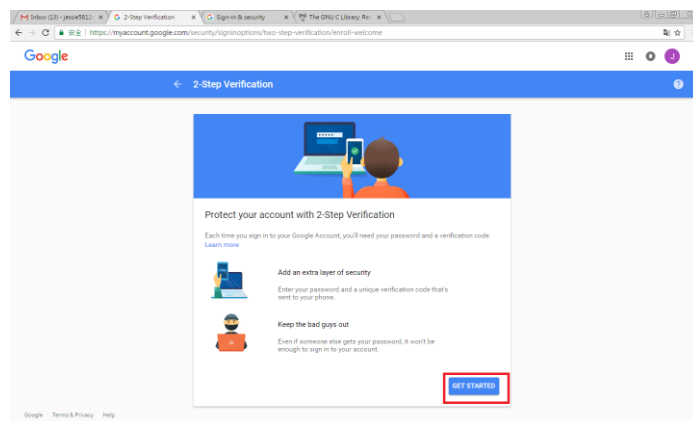 Inbox (13) - jessie5812
2-Step Verification
Sign-in & security
The GNU C Library: Re
安全 | https://myaccount.google.com/security/signinoptions/two-step-verification/enroll-welcome
Google
J
2-Step Verification
Protect your account with 2-Step Verification
Each time you sign in to your Google Account, you'll need your password and a verification code.
Learn more
Add an extra layer of security
Enter your password and a unique verification code that's
sent to your phone.
Keep the bad guys out
Even if someone else gets your password, it won't be
enough to sign in to your account.
GET STARTED
Google Terms & Privacy Help